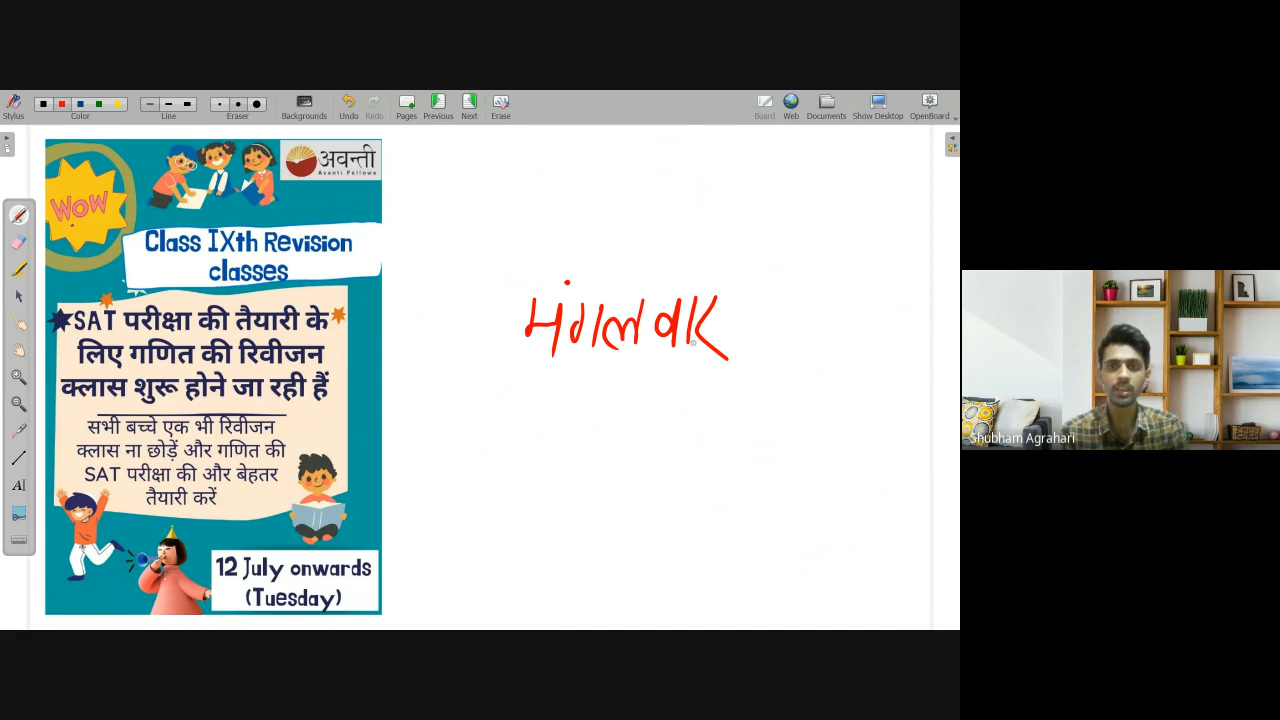 Stylus
Color
Line
Eraser
Backgrounds
Undo
Redo
Pages
Previous
Next
Erase
Board
Web
Documents
Show Desktop
OpenBoard
WOW
अवन्ती
Avanti Fellows
Class IXth Revision
classes
SAT परीक्षा की तैयारी के
लिए गणित की रिवीजन
क्लास शुरू होने जा रही हैं
सभी बच्चे एक भी रिवीजन
क्लास ना छोड़ें और गणित की
SAT परीक्षा की और बेहतर
तैयारी करें
12 July onwards
(Tuesday)
मंगलवार
Shubham Agrahari